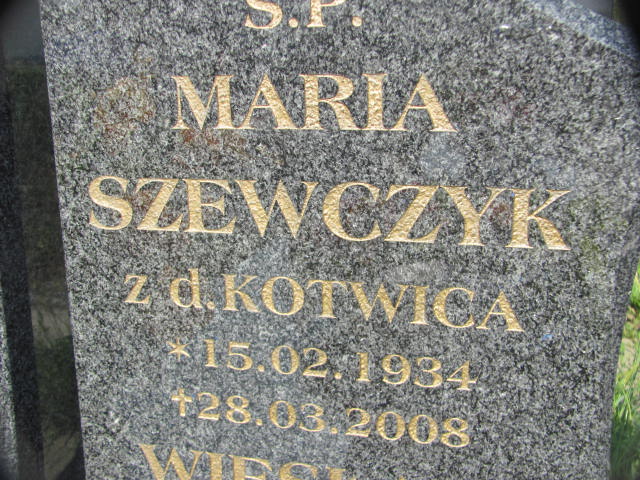 S.P.
MARIA
SZEWCZYK
z d. KOTWICA
*15.02.1934
†28.03.2008